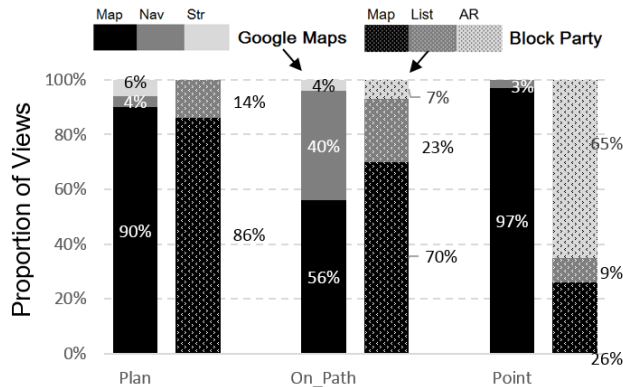 Map Nav Str Map List AR
Google Maps Block Party
100% 6% 4% 4% 14% 7% 3%
80% 40% 23% 65%
60%
Proportion of Views
40% 90% 86% 56% 70% 97% 9%
20%
0% 26%
Plan On_Path Point